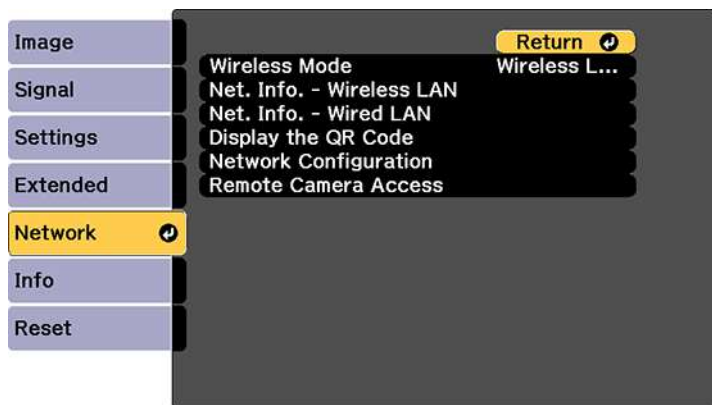 Image
Signal
Settings
Extended
Network
Info
Reset
Return
Wireless Mode Wireless L...
Net. Info. - Wireless LAN
Net. Info. - Wired LAN
Display the QR Code
Network Configuration
Remote Camera Access